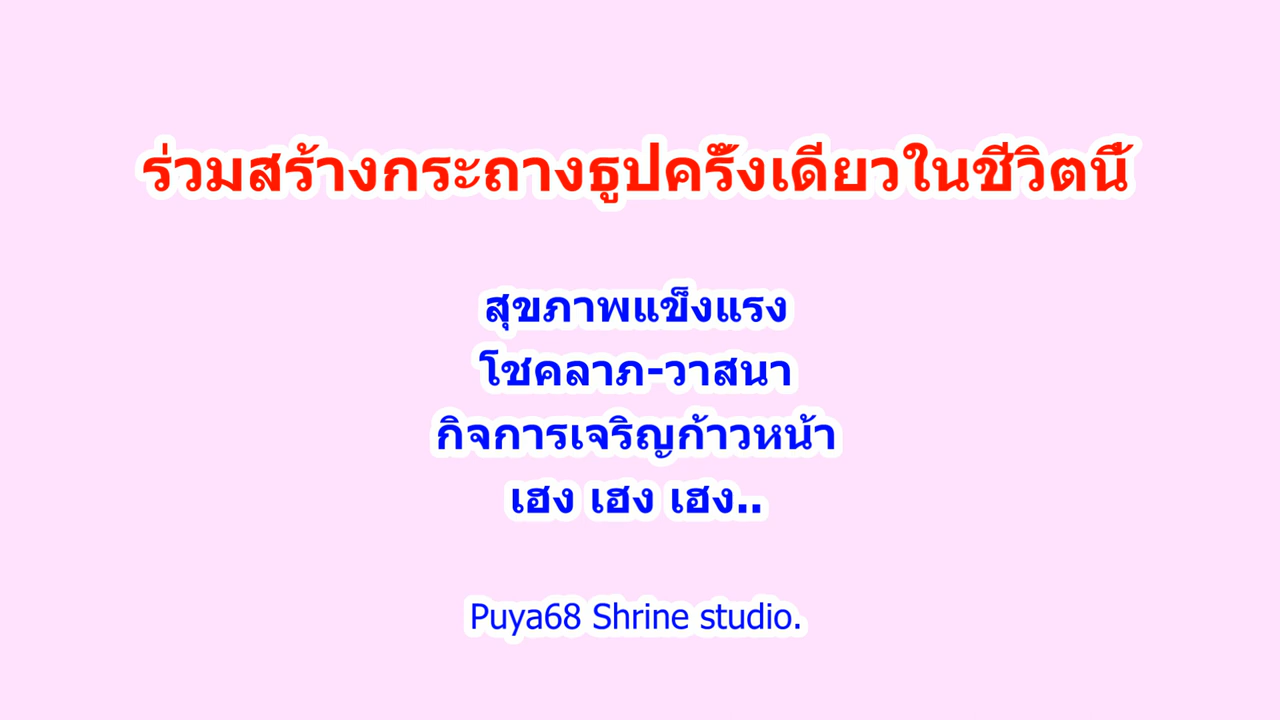 ร่วมสร้างกระถางธูปครั้งเดียวในชีวิตนี้
สุขภาพแข็งแรง
โชคลาภ-วาสนา
กิจการเจริญก้าวหน้า
เฮง เฮง เฮง..
Puya68 Shrine studio.